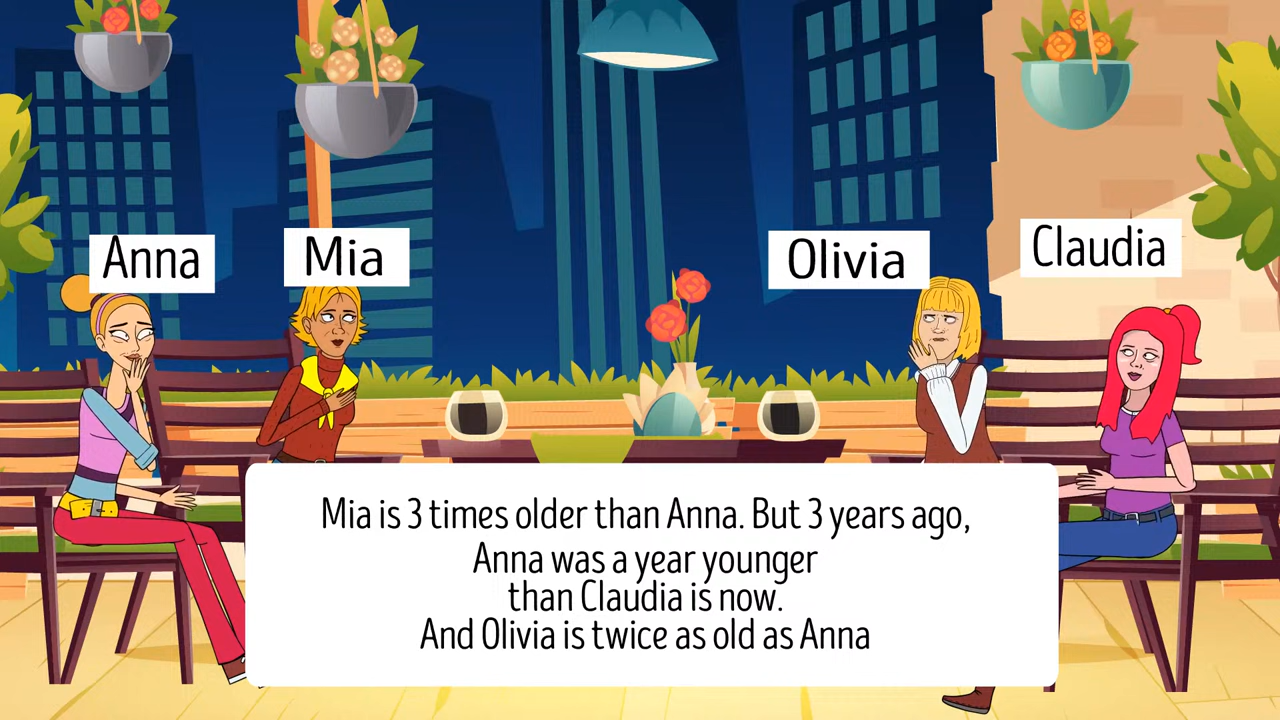 Anna
Mia
Olivia
Claudia
Mia is 3 times older than Anna. But 3 years ago,
Anna was a year younger
than Claudia is now.
And Olivia is twice as old as Anna